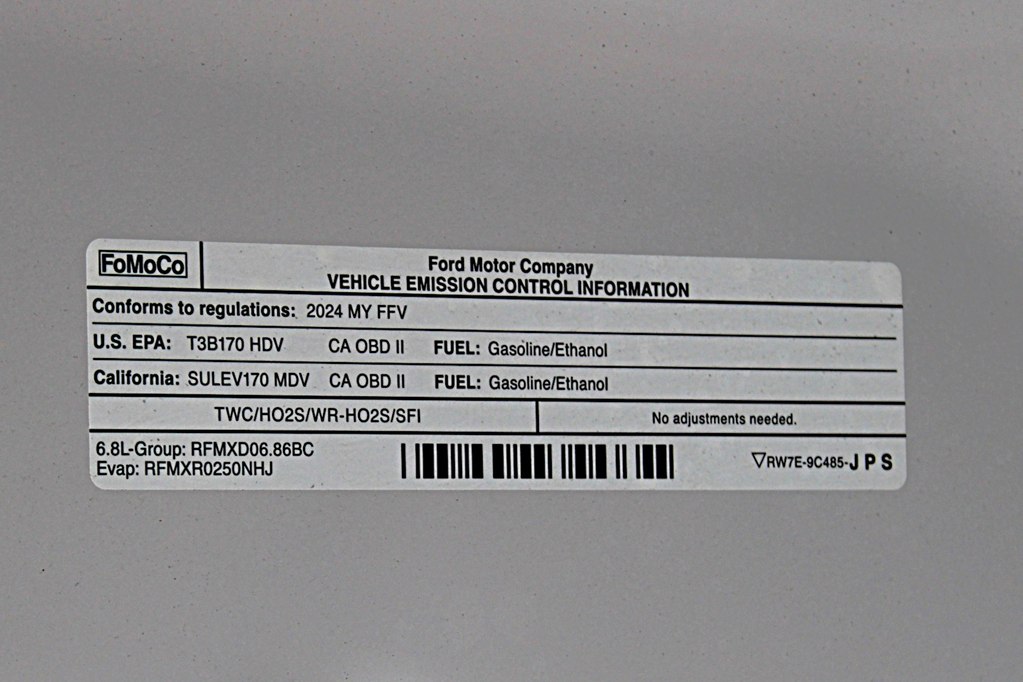 FoMoCo
Ford Motor Company
VEHICLE EMISSION CONTROL INFORMATION
Conforms to regulations: 2024 MY FFV
U.S. EPA: T3B170 HDV CA OBD II FUEL: Gasoline/Ethanol
California: SULEV170 MDV CA OBD II FUEL: Gasoline/Ethanol
TWC/HO2S/WR-HO2S/SFI
No adjustments needed.
6.8L-Group: RFMXD06.86BC
Evap: RFMXR0250NHJ
RW7E-9C485-J P S